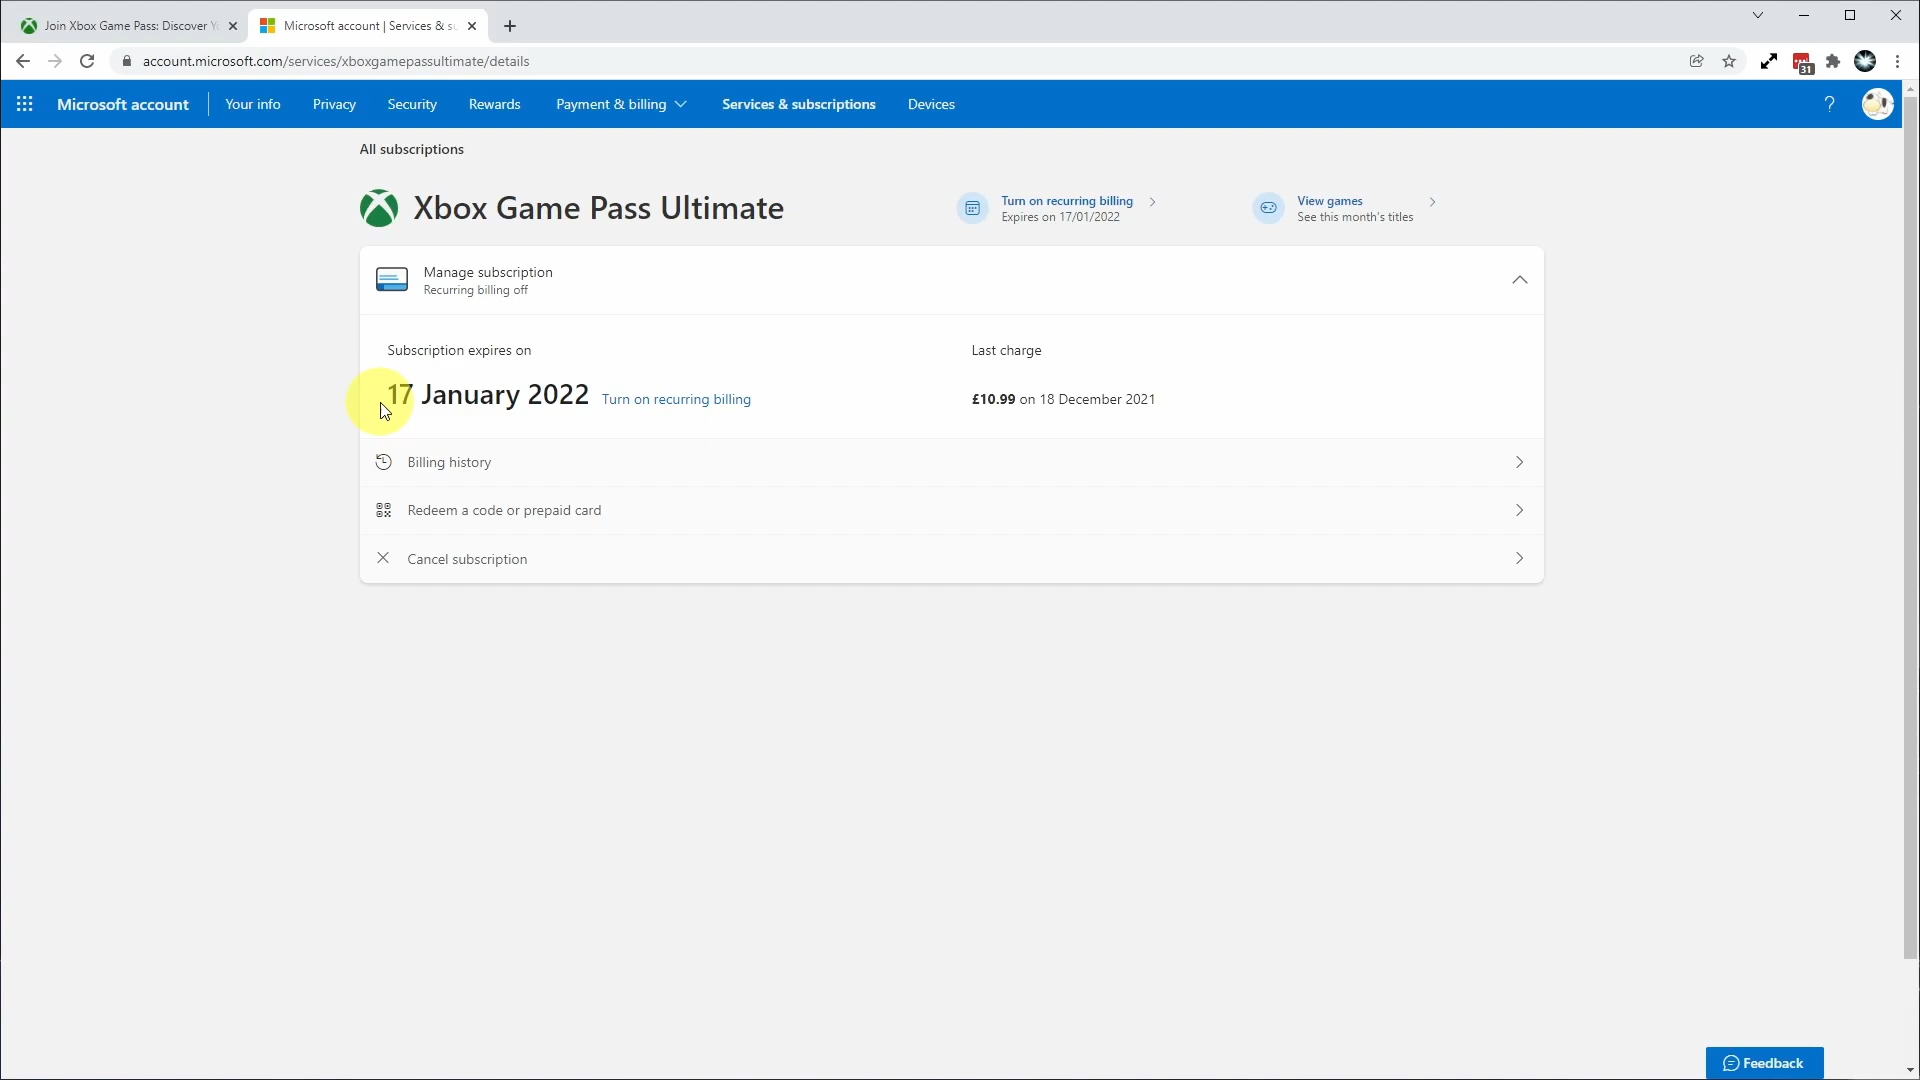 Join Xbox Game Pass: Discover Y
Microsoft account | Services & su
account.microsoft.com/services/xboxgamepassultimate/details
31
Microsoft account
Your info
Privacy
Security
Rewards
Payment & billing
Services & subscriptions
Devices
?
All subscriptions
Xbox Game Pass Ultimate
Turn on recurring billing
Expires on 17/01/2022
View games
See this month's titles
Manage subscription
Recurring billing off
Subscription expires on
Last charge
17 January 2022 Turn on recurring billing
£10.99 on 18 December 2021
Billing history
Redeem a code or prepaid card
Cancel subscription
Feedback